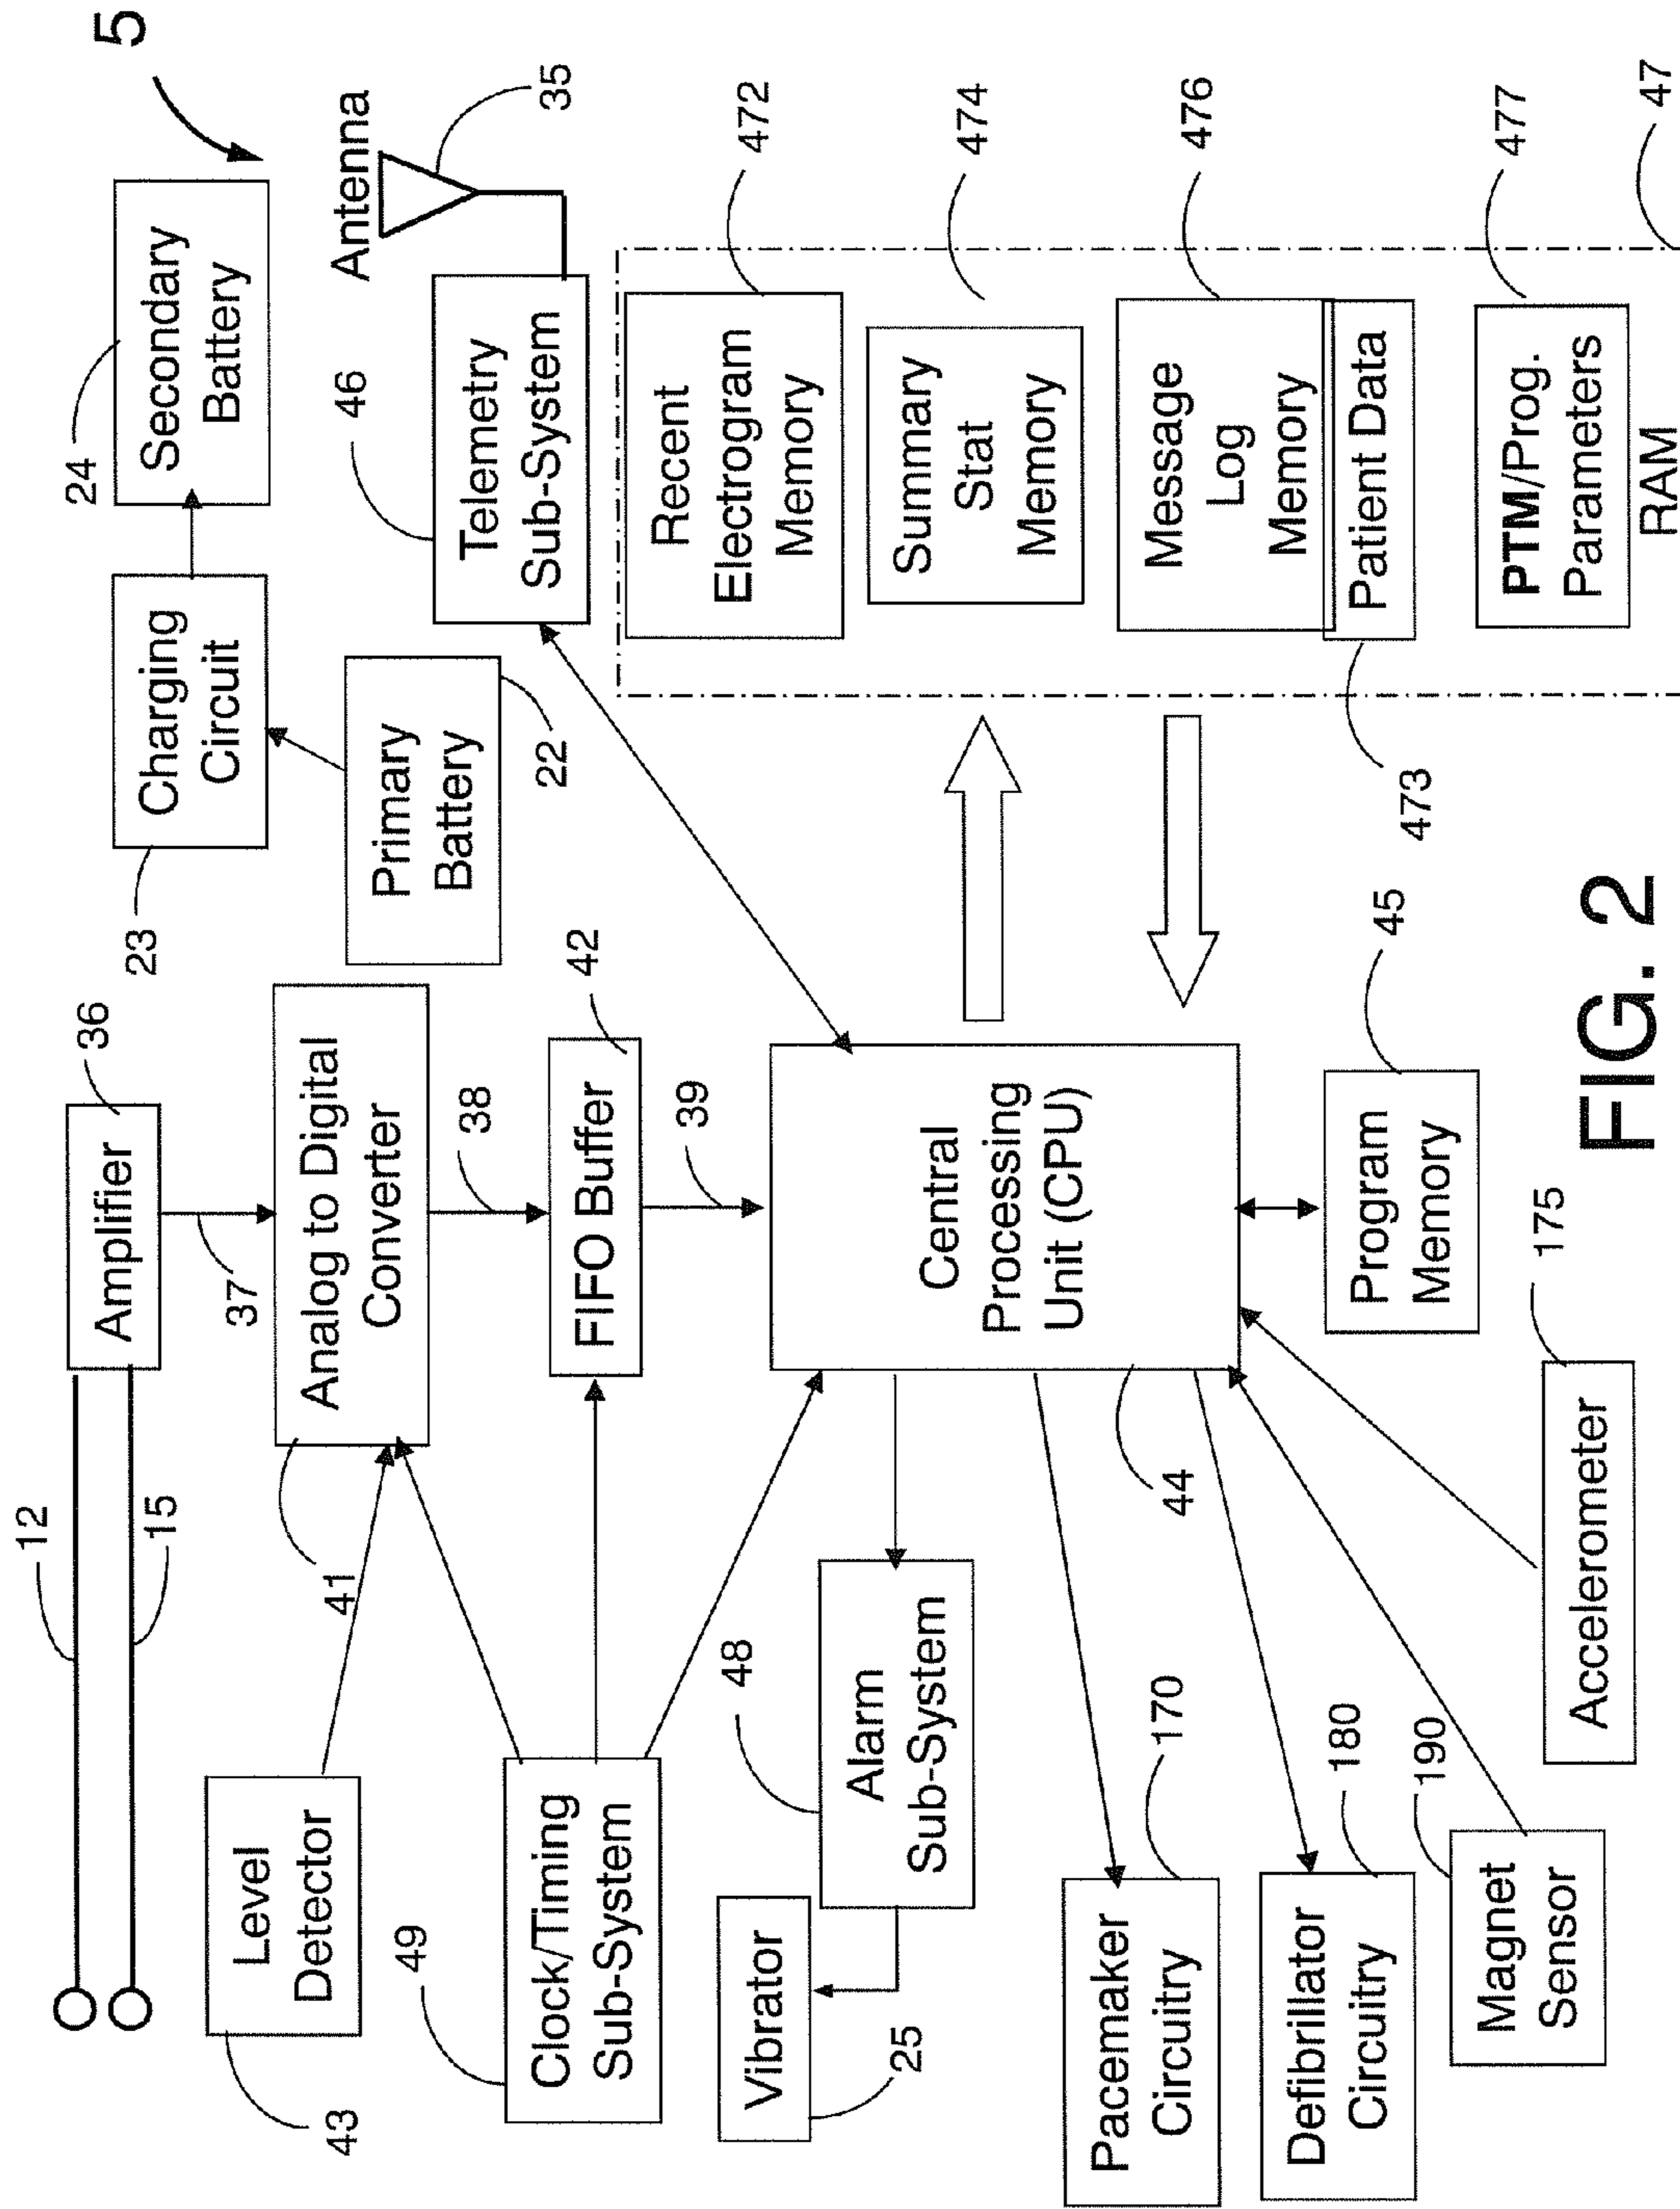 5
12
15
Amplifier
36
37
Level
Detector
43
41
Analog to Digital
Converter
38
23
Charging
Circuit
24
Secondary
Battery
Primary
Battery
22
Antenna
35
46
Telemetry
Sub-System
49
Clock/Timing
Sub-System
FIFO Buffer
42
39
Vibrator
25
48
Alarm
Sub-System
Central
Processing
Unit (CPU)
44
Recent
Electrogram
Memory
472
Summary
Stat
Memory
474
Message
Log
Memory
476
Patient Data
473
PTM/Prog.
Parameters
477
RAM
47
Pacemaker
Circuitry
170
Defibrillator
Circuitry
180
190
Magnet
Sensor
Accelerometer
175
Program
Memory
45
FIG. 2